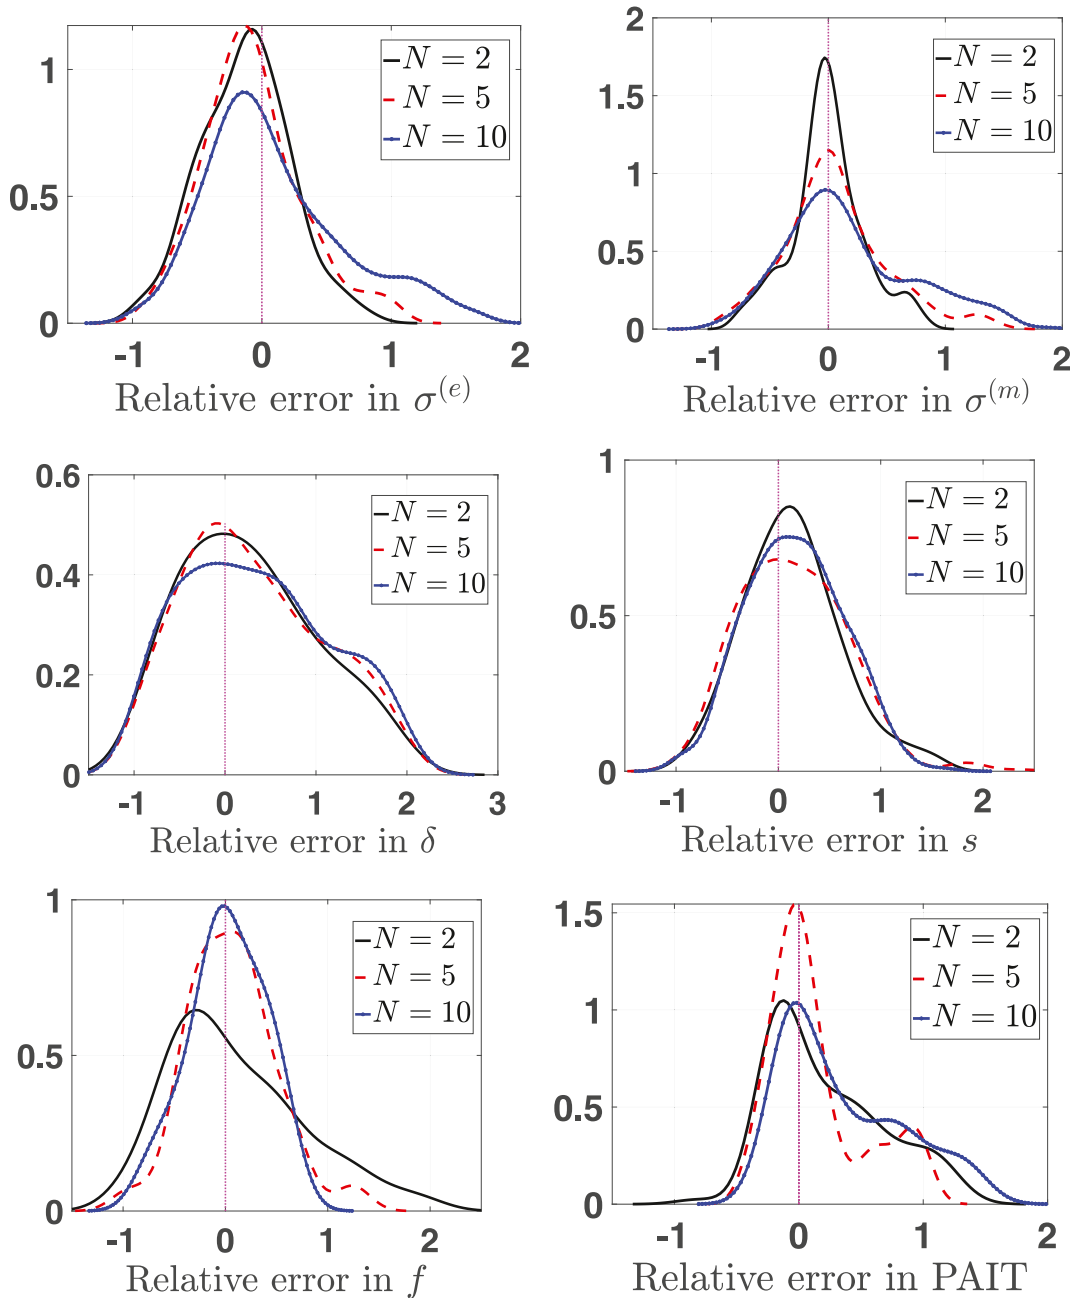 1
0.5
0
-1 0 1 2
N = 2
N = 5
N = 10
Relative error in σ^(e)
2
1.5
1
0.5
0
-1 0 1 2
N = 2
N = 5
N = 10
Relative error in σ^(m)
0.6
0.4
0.2
0
-1 0 1 2 3
N = 2
N = 5
N = 10
Relative error in δ
1
0.5
0
-1 0 1 2
N = 2
N = 5
N = 10
Relative error in s
1
0.5
0
-1 0 1 2
N = 2
N = 5
N = 10
Relative error in f
1.5
1
0.5
0
-1 0 1 2
N = 2
N = 5
N = 10
Relative error in PAIT